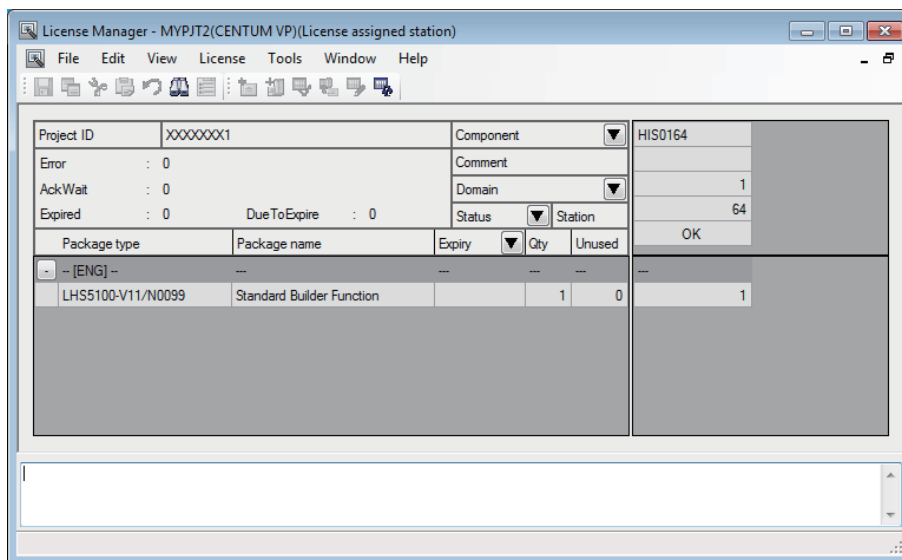 License Manager - MYPJT2(CENTUM VP)(License assigned station)
File Edit View License Tools Window Help
Project ID XXXXXXX1 Component HIS0164
Error : 0 Comment
AckWait : 0 Domain 1
Expired : 0 DueToExpire : 0 Status Station 64
OK
Package type Package name Expiry Qty Unused
- -- [ENG] -- --- --- --- --- ---
LHS5100-V11/N0099 Standard Builder Function 1 0 1